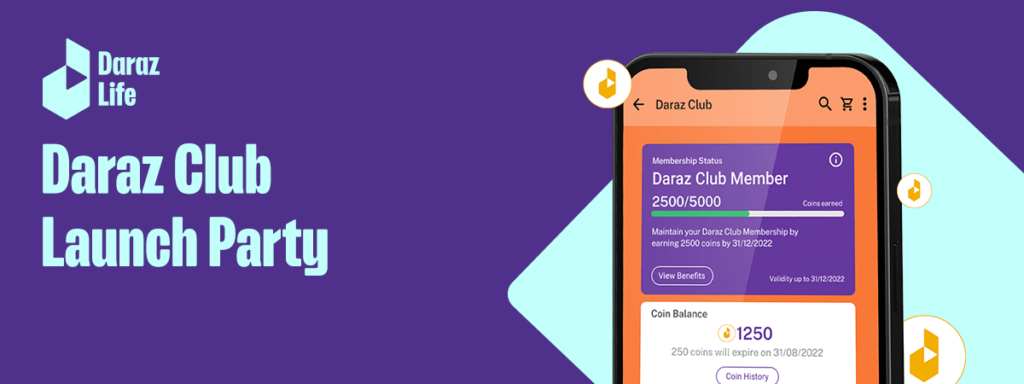 Daraz
Life
Daraz Club
Launch Party
Daraz Club
Membership Status
Daraz Club Member
2500/5000
Coins earned
Maintain your Daraz Club Membership by
earning 2500 coins by 31/12/2022
View Benefits
Validity up to 31/12/2022
Coin Balance
1250
250 coins will expire on 31/08/2022
Coin History